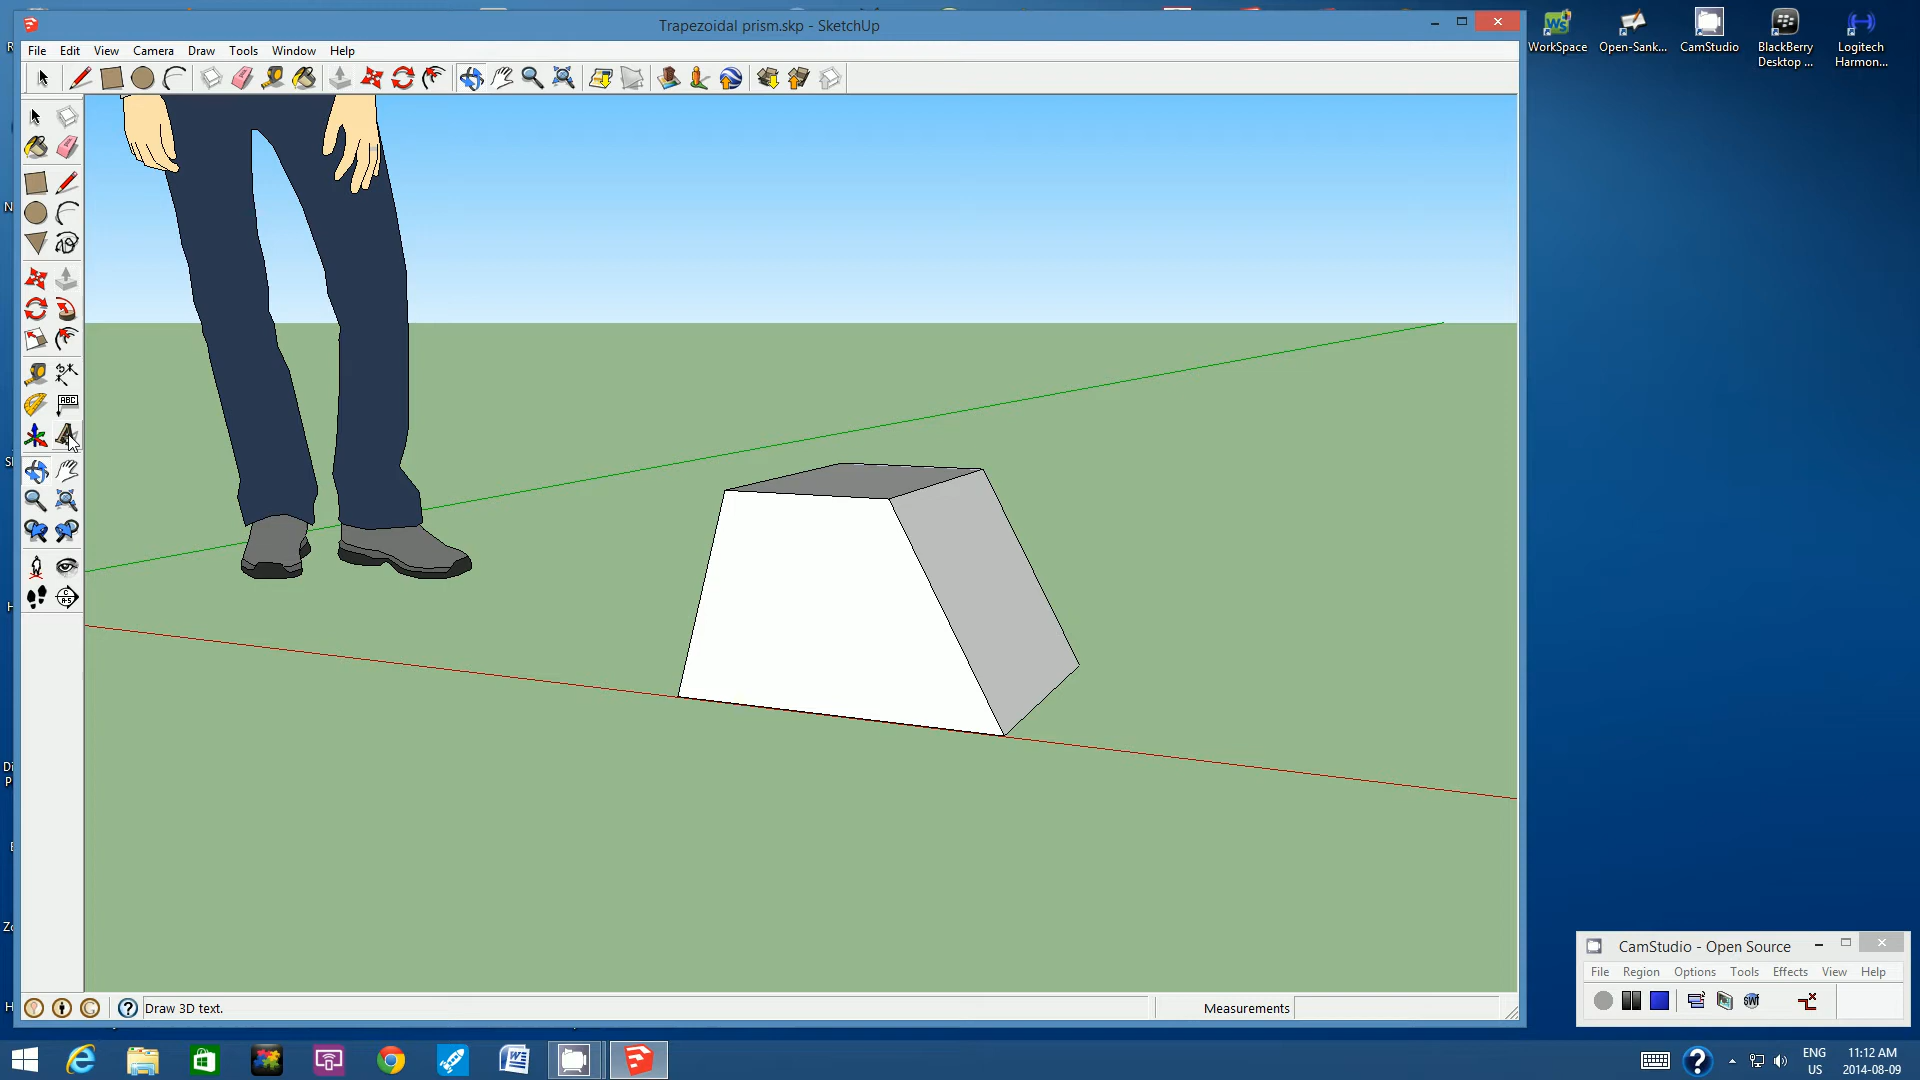 Trapezoidal prism.skp - SketchUp
File Edit View Camera Draw Tools Window Help
WorkSpace
Open-Sank...
CamStudio
BlackBerry
Desktop ...
Logitech
Harmon...
ABC
Draw 3D text.
Measurements
CamStudio - Open Source
File Region Options Tools Effects View Help
ENG
US
11:12 AM
2014-08-09